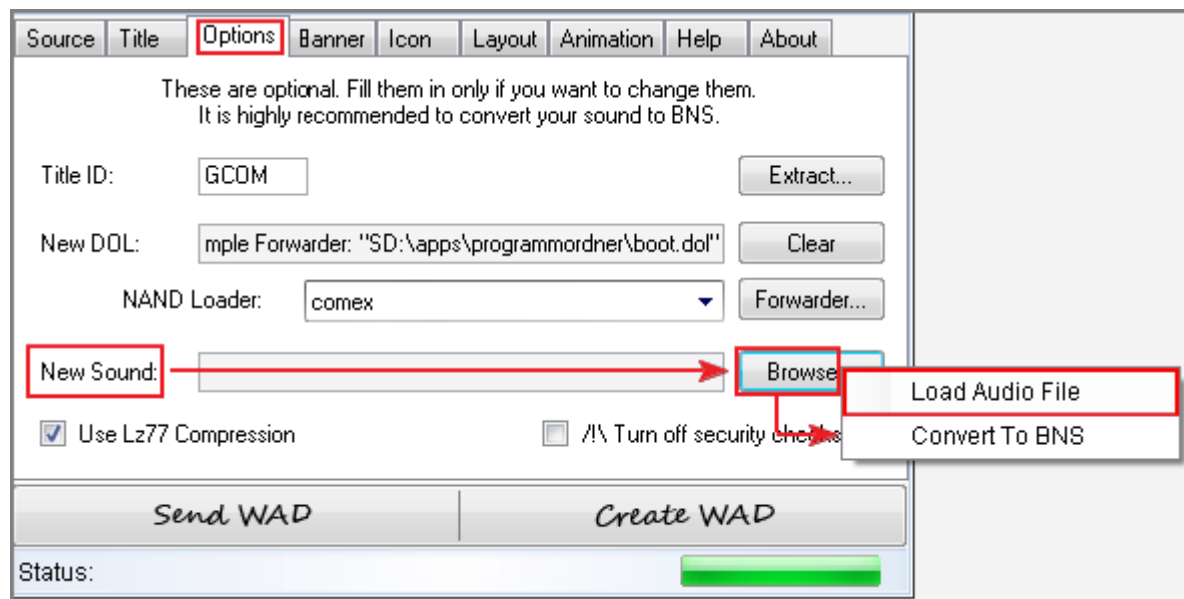 Source Title Options Banner Icon Layout Animation Help About
These are optional. Fill them in only if you want to change them.
It is highly recommended to convert your sound to BNS.
Title ID: GCOM Extract...
New DOL: mple Forwarder: "SD:\apps\programmordner\boot.dol" Clear
NAND Loader: comex Forwarder...
New Sound: Browse
Load Audio File
Use Lz77 Compression /!\ Turn off security checks
Convert To BNS
Send WAD Create WAD
Status: